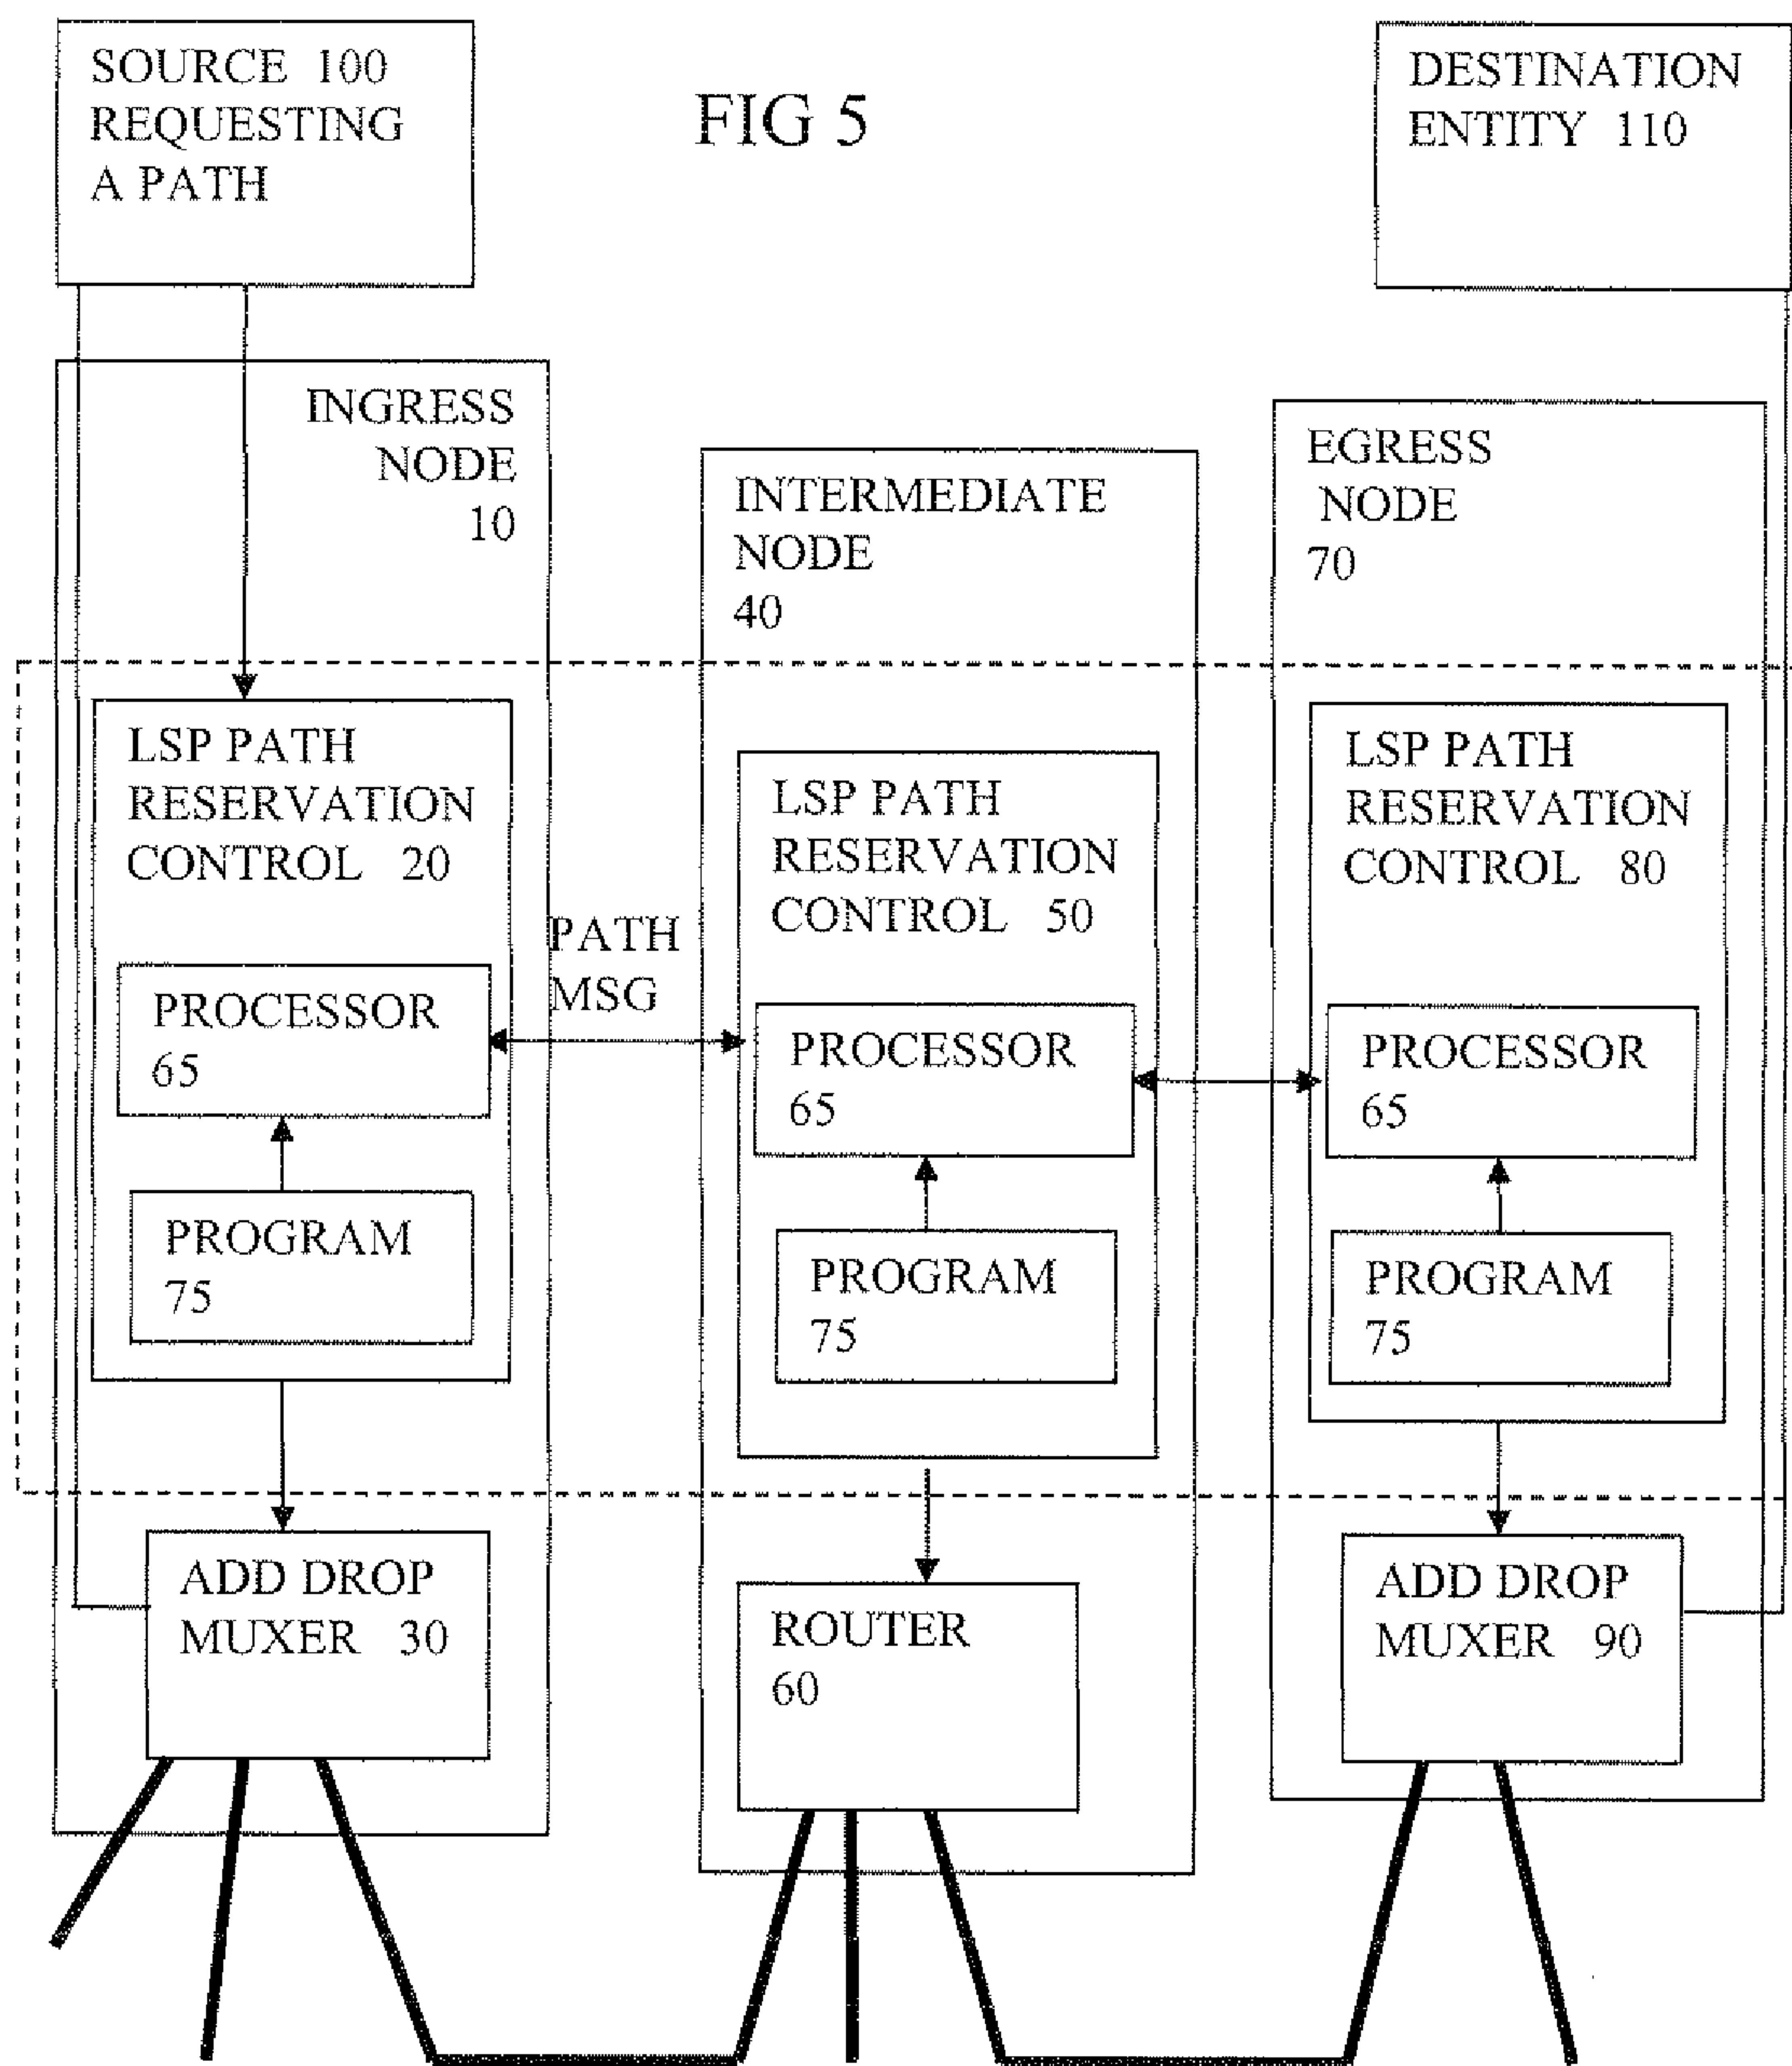 SOURCE 100
REQUESTING
A PATH
FIG 5
DESTINATION
ENTITY 110
INGRESS
NODE
10
INTERMEDIATE
NODE
40
EGRESS
NODE
70
LSP PATH
RESERVATION
CONTROL 20
PATH
MSG
PROCESSOR
65
PROGRAM
75
LSP PATH
RESERVATION
CONTROL 50
PROCESSOR
65
PROGRAM
75
LSP PATH
RESERVATION
CONTROL 80
PROCESSOR
65
PROGRAM
75
ADD DROP
MUXER 30
ROUTER
60
ADD DROP
MUXER 90